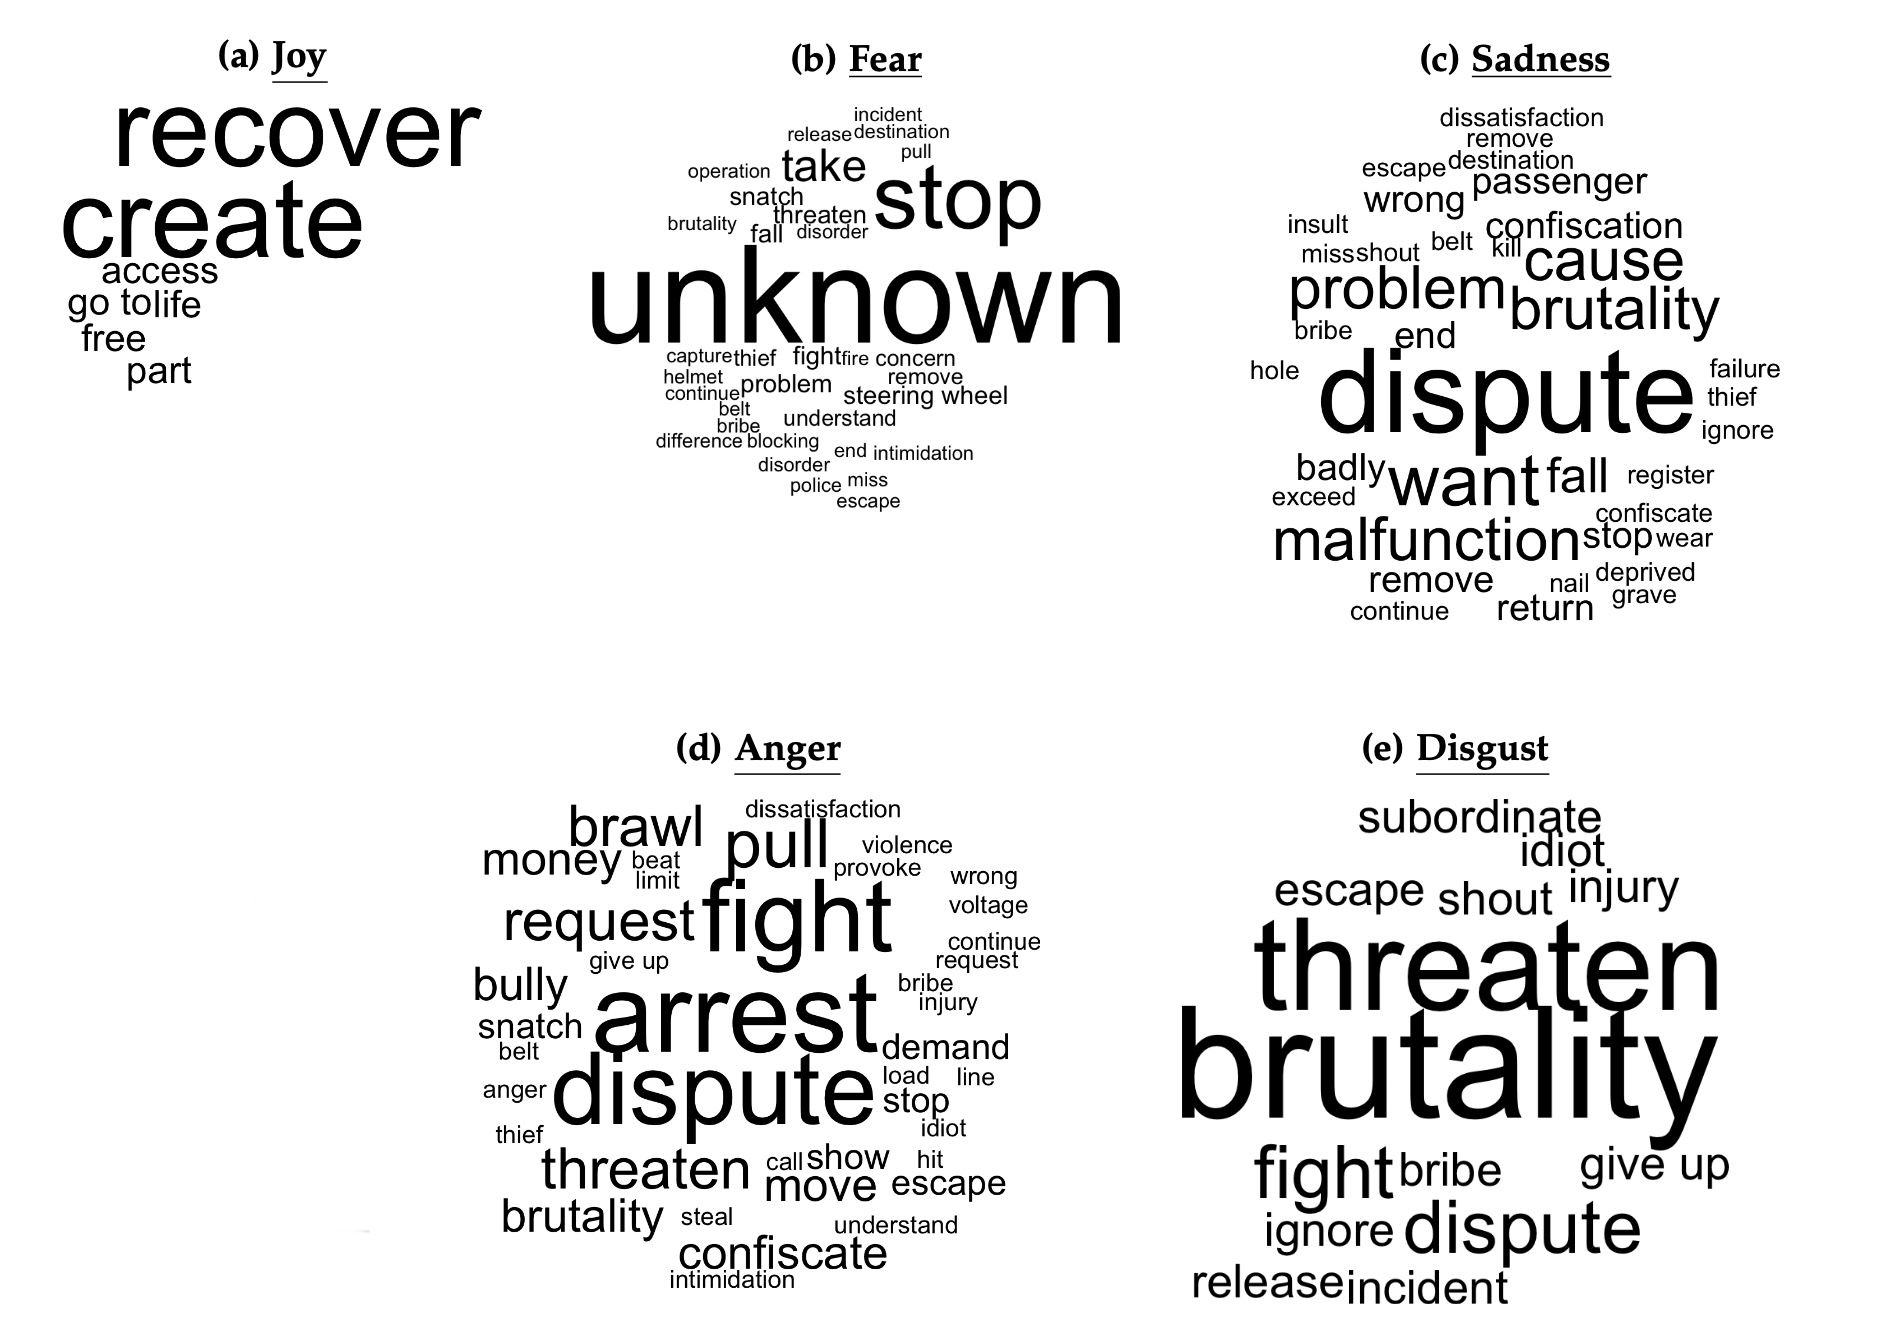 (a) Joy
recover
create
access
go to life
free
part
(b) Fear
incident
release destination
pull
operation take
stop
snatch
threaten
brutality fall disorder
unknown
capture thief fight fire concern
helmet problem remove
continue steering wheel
belt
understand
bribe
difference blocking
end intimidation
disorder
police miss
escape
(c) Sadness
dissatisfaction
remove
escape destination
wrong passenger
insult confiscation
miss shout belt kill cause
problem brutality
bribe end
hole dispute failure
thief
ignore
badly want fall register
exceed
confiscate
malfunction stop wear
remove nail deprived
grave
continue return
(d) Anger
dissatisfaction
brawl pull violence
money beat provoke
limit wrong
request fight voltage
continue
give up request
bully arrest bribe
injury
snatch
belt demand
anger dispute load line
stop
thief idiot
threaten call show hit
move escape
brutality steal understand
confiscate
intimidation
(e) Disgust
subordinate
idiot
escape shout injury
threaten
brutality
fight bribe give up
ignore dispute
release incident